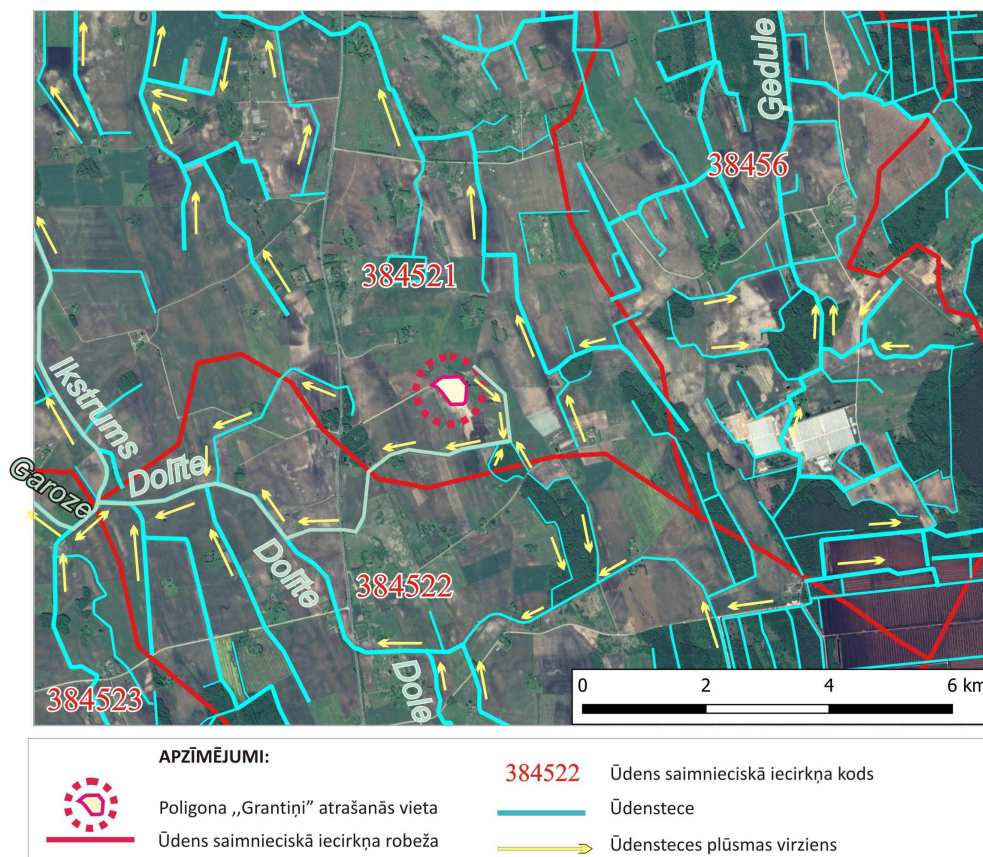 Ģedule
38456
384521
Ikstrums
Dolīte
Garoze
Dolīte
384522
Dole
384523
0 2 4 6 km
APZĪMĒJUMI:
Poligona ,,Grantiņi” atrašanās vieta
Ūdens saimnieciskā iecirkņa robeža
384522 Ūdens saimnieciskā iecirkņa kods
Ūdenstece
Ūdensteces plūsmas virziens